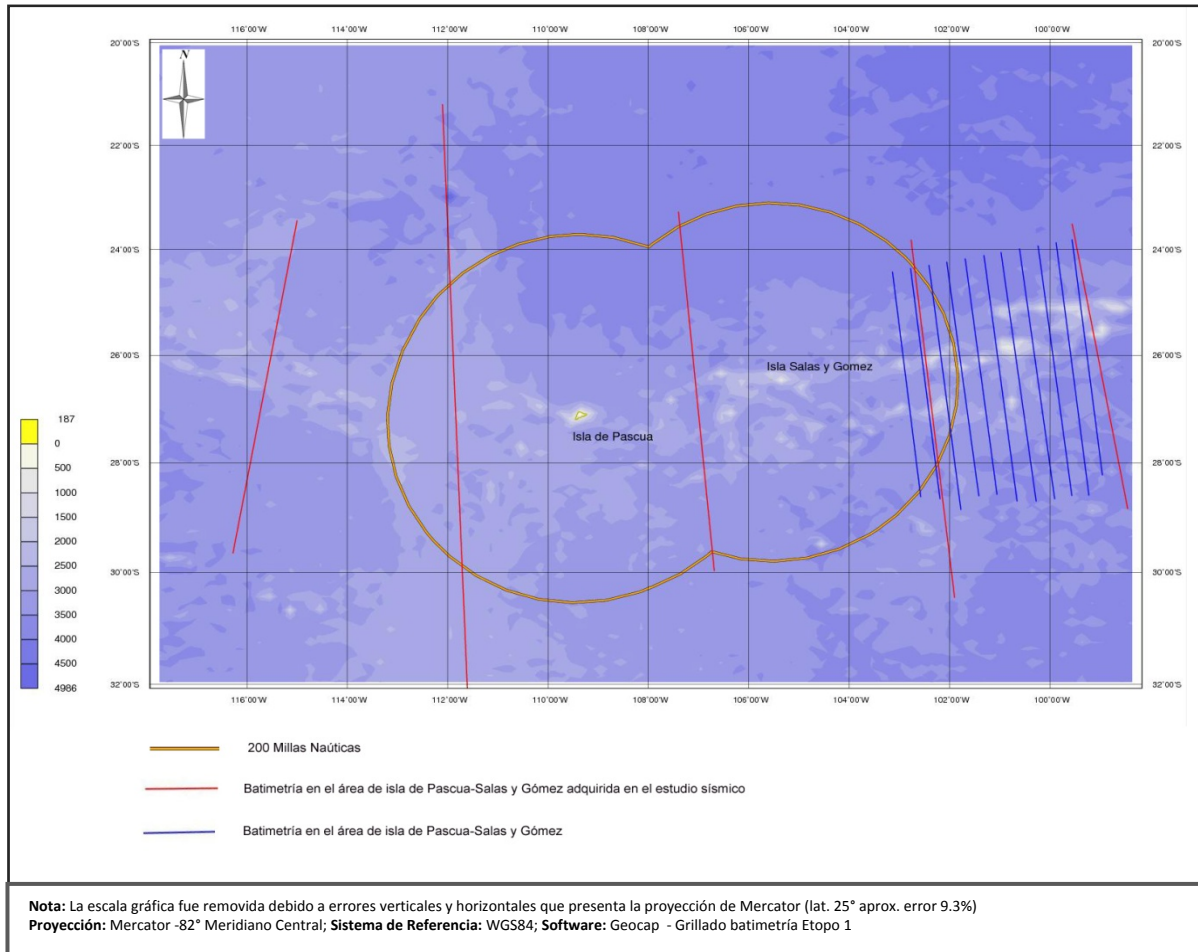 116°00'W 114°00'W 112°00'W 110°00'W 108°00'W 106°00'W 104°00'W 102°00'W 100°00'W
20°00'S 20°00'S
N
22°00'S 22°00'S
24°00'S 24°00'S
26°00'S 26°00'S
Isla Salas y Gomez
187
0
Isla de Pascua
500
28°00'S 28°00'S
1000
1500
2000
2500
30°00'S 30°00'S
3000
3500
4000
4500
4986
32°00'S 32°00'S
116°00'W 114°00'W 112°00'W 110°00'W 108°00'W 106°00'W 104°00'W 102°00'W 100°00'W
200 Millas Naúticas
Batimetría en el área de isla de Pascua-Salas y Gómez adquirida en el estudio sísmico
Batimetría en el área de isla de Pascua-Salas y Gómez
Nota: La escala gráfica fue removida debido a errores verticales y horizontales que presenta la proyección de Mercator (lat. 25° aprox. error 9.3%)
Proyección: Mercator -82° Meridiano Central; Sistema de Referencia: WGS84; Software: Geocap - Grillado batimetría Etopo 1